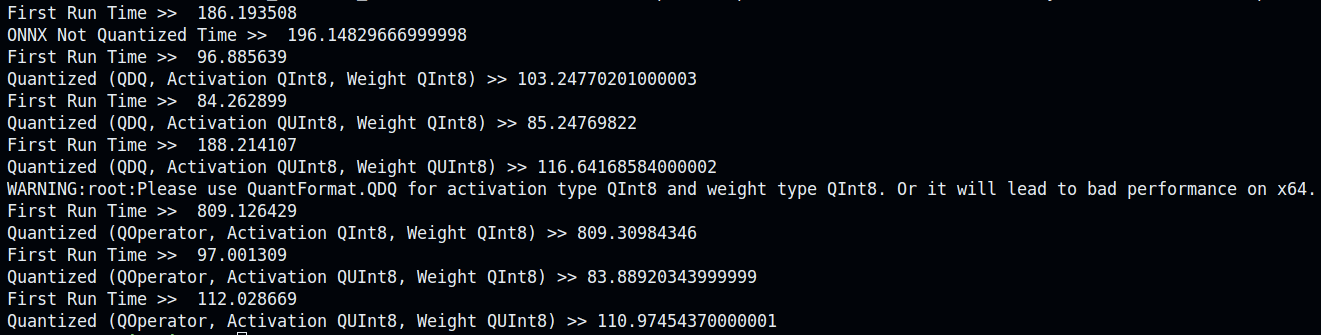 First Run Time >>  186.193508
ONNX Not Quantized Time >>  196.14829666999998
First Run Time >>  96.885639
Quantized (QDQ, Activation QInt8, Weight QInt8) >> 103.24770201000003
First Run Time >>  84.262899
Quantized (QDQ, Activation QUInt8, Weight QInt8) >> 85.24769822
First Run Time >>  188.214107
Quantized (QDQ, Activation QUInt8, Weight QUInt8) >> 116.64168584000002
WARNING:root:Please use QuantFormat.QDQ for activation type QInt8 and weight type QInt8. Or it will lead to bad performance on x64.
First Run Time >>  809.126429
Quantized (QOperator, Activation QInt8, Weight QInt8) >> 809.30984346
First Run Time >>  97.001309
Quantized (QOperator, Activation QUInt8, Weight QInt8) >> 83.88920343999999
First Run Time >>  112.028669
Quantized (QOperator, Activation QUInt8, Weight QUInt8) >> 110.97454370000001